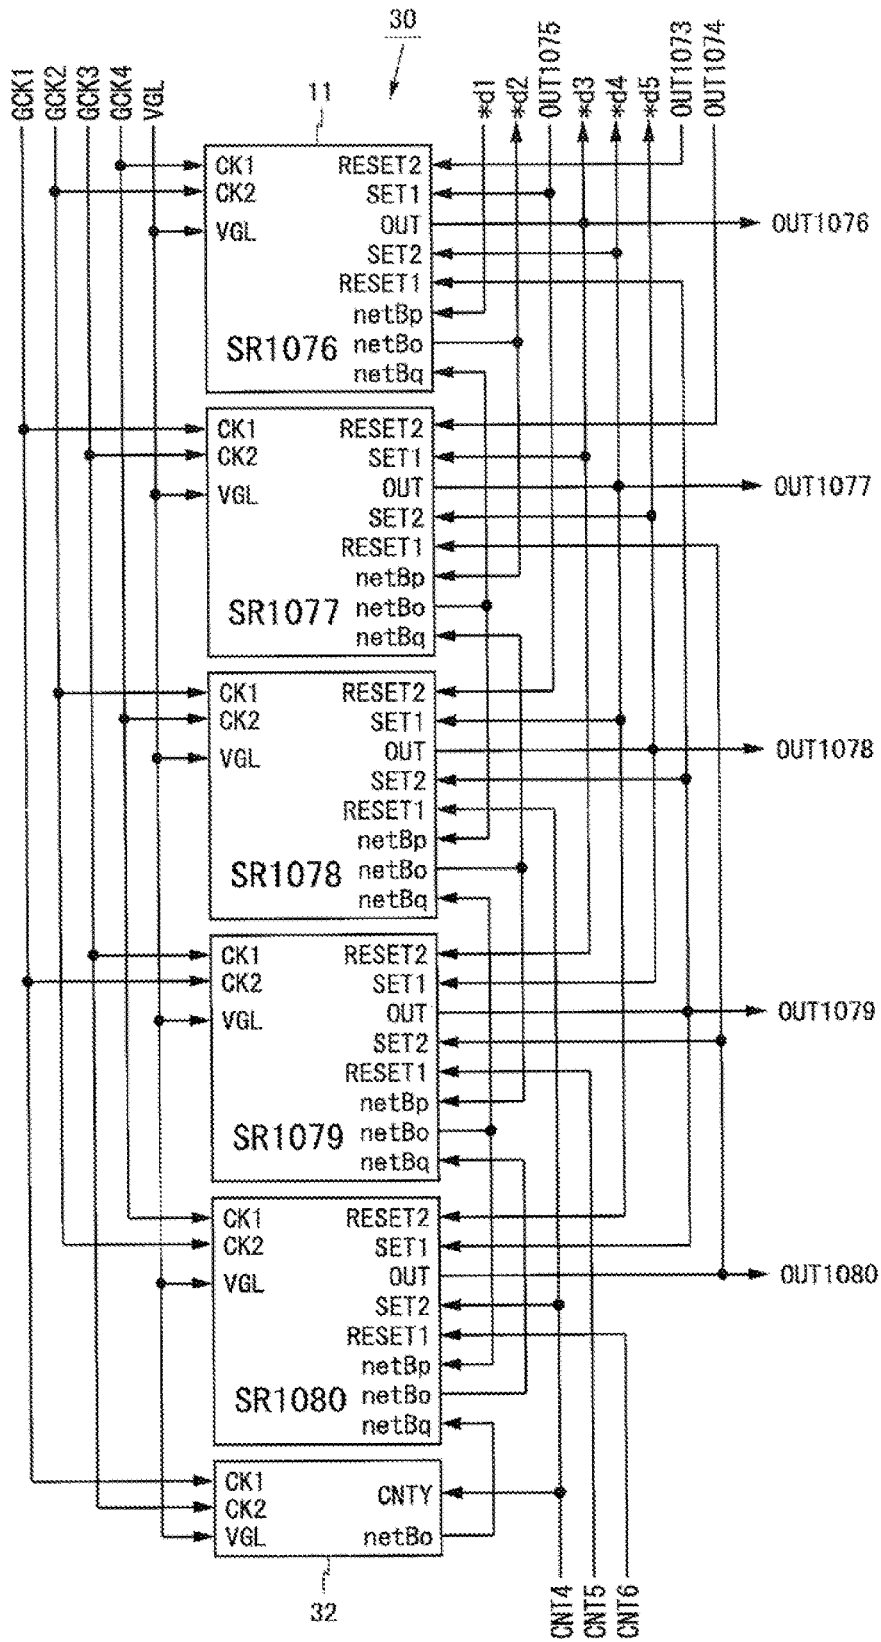 30
GCK1
GCK2
GCK3
GCK4
VGL
11
*d1
*d2
OUT1075
*d3
*d4
*d5
OUT1073
OUT1074
CK1
CK2
VGL
RESET2
SET1
OUT
SET2
RESET1
netBp
netBo
netBq
SR1076
OUT1076
CK1
CK2
VGL
RESET2
SET1
OUT
SET2
RESET1
netBp
netBo
netBq
SR1077
OUT1077
CK1
CK2
VGL
RESET2
SET1
OUT
SET2
RESET1
netBp
netBo
netBq
SR1078
OUT1078
CK1
CK2
VGL
RESET2
SET1
OUT
SET2
RESET1
netBp
netBo
netBq
SR1079
OUT1079
CK1
CK2
VGL
RESET2
SET1
OUT
SET2
RESET1
netBp
netBo
netBq
SR1080
OUT1080
CK1
CK2
VGL
CNTY
netBo
32
CNT4
CNT5
CNT6